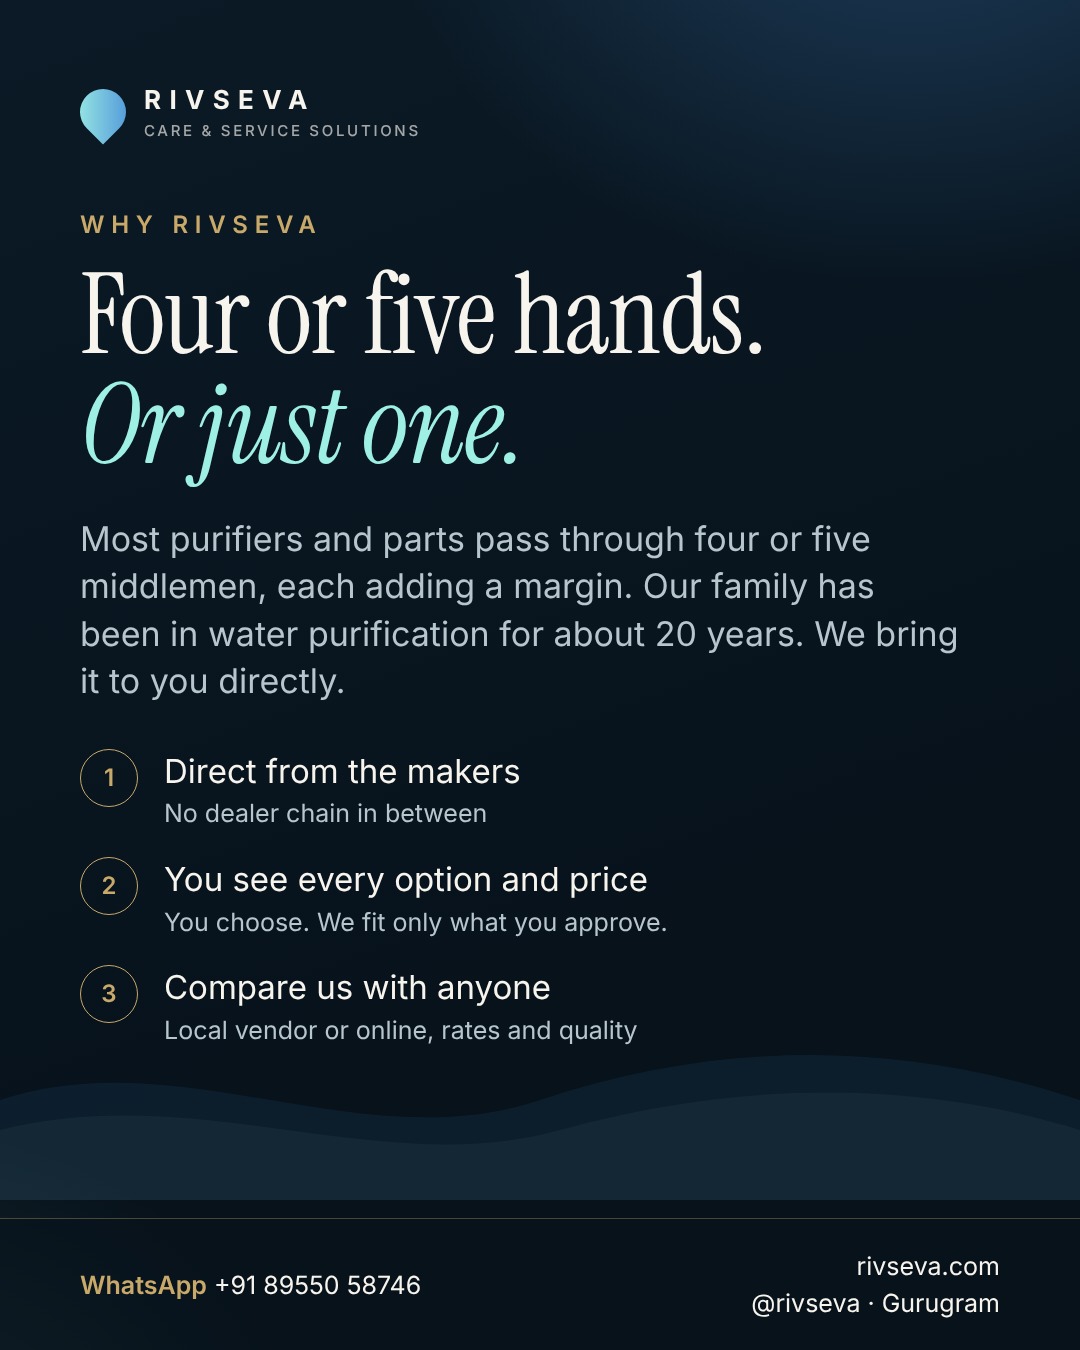 RIVSEVA
CARE & SERVICE SOLUTIONS
WHY RIVSEVA
Four or five hands.
Or just one.
Most purifiers and parts pass through four or five
middlemen, each adding a margin. Our family has
been in water purification for about 20 years. We bring
it to you directly.
1 Direct from the makers
No dealer chain in between
2 You see every option and price
You choose. We fit only what you approve.
3 Compare us with anyone
Local vendor or online, rates and quality
WhatsApp +91 89550 58746
rivseva.com
@rivseva · Gurugram